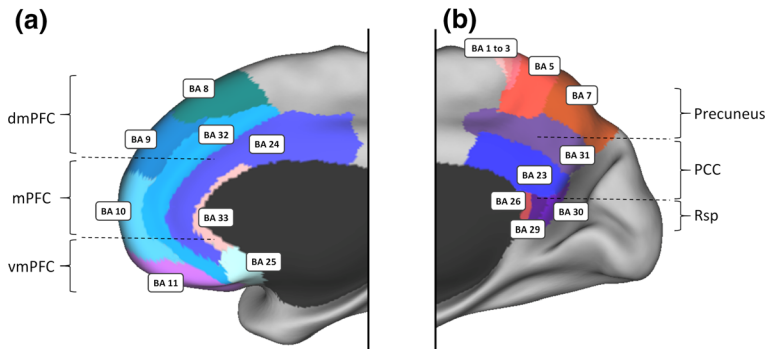 (a)
BA 8
dmPFC
BA 9
BA 32
BA 24
mPFC
BA 10
BA 33
vmPFC
BA 25
BA 11
(b)
BA 1 to 3
BA 5
BA 7
Precuneus
BA 31
PCC
BA 23
BA 26
BA 30
Rsp
BA 29